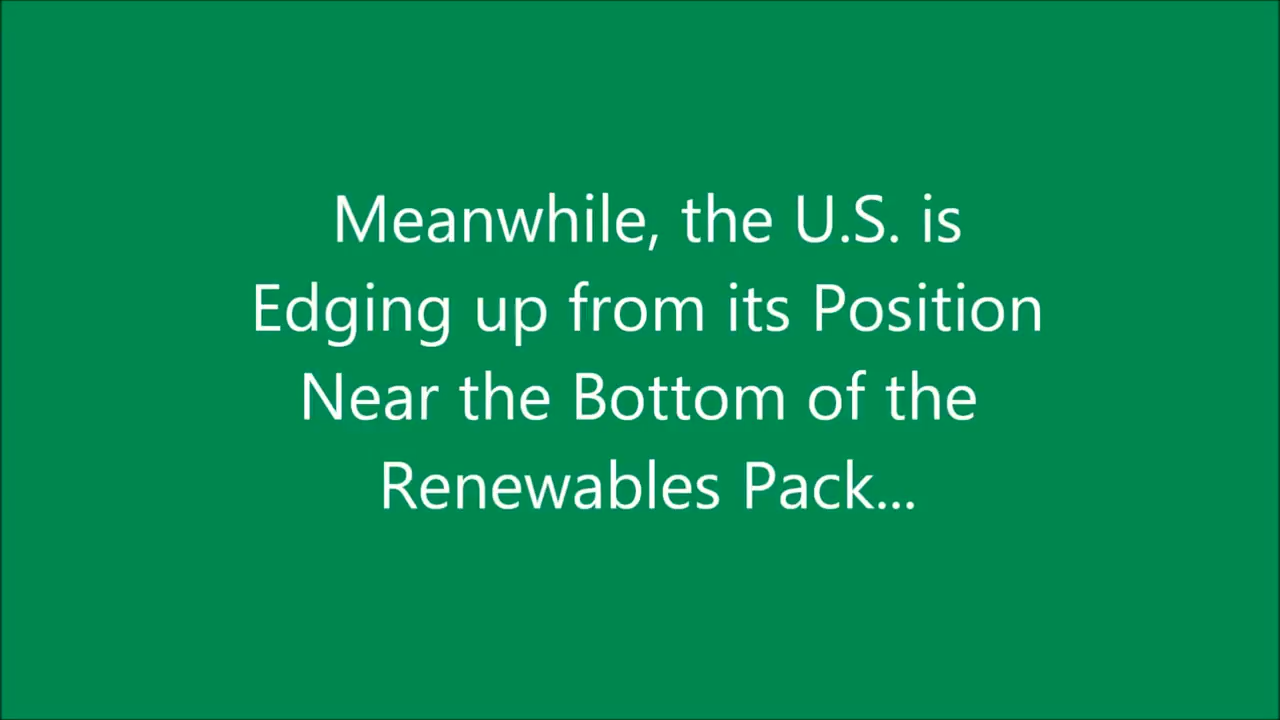 Meanwhile, the U.S. is
Edging up from its Position
Near the Bottom of the
Renewables Pack...